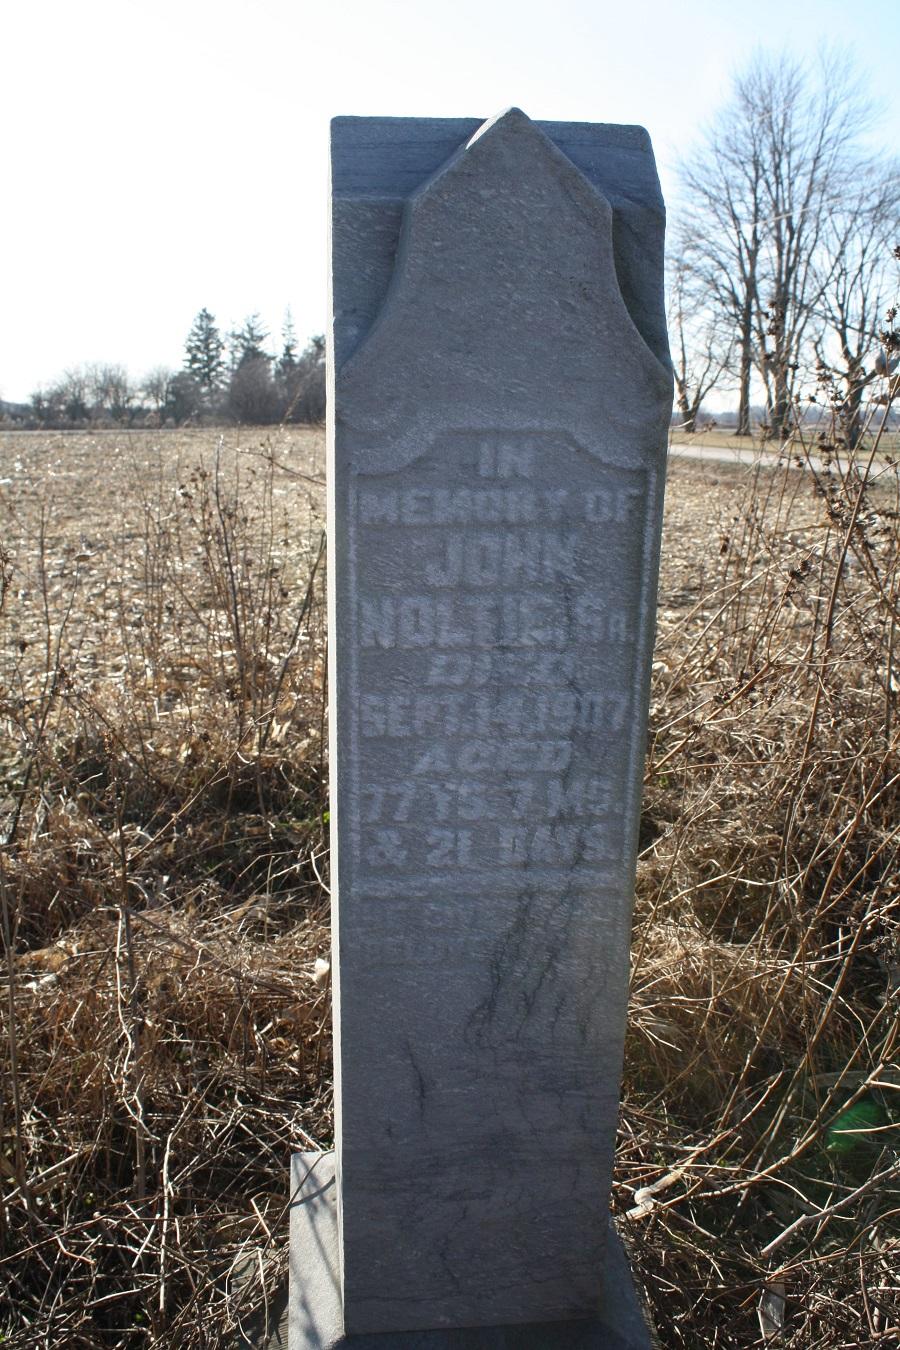 IN
MEMORY OF
JOHN
NOLTIE, SR.
DIED
SEPT. 14, 1907
AGED
77 YS. 7 MS.
& 21 DAYS